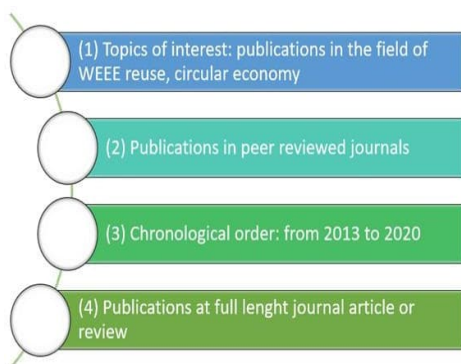 (1) Topics of interest: publications in the field of
WEEE reuse, circular economy
(2) Publications in peer reviewed journals
(3) Chronological order: from 2013 to 2020
(4) Publications at full lenght journal article or
review